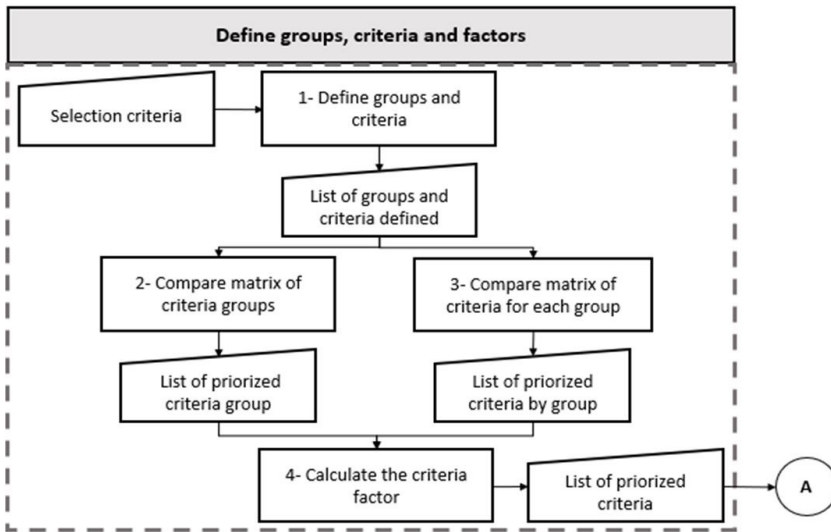 Define groups, criteria and factors
Selection criteria
1- Define groups and
criteria
List of groups and
criteria defined
2- Compare matrix of
criteria groups
3- Compare matrix of
criteria for each group
List of priorized
criteria group
List of priorized
criteria by group
4- Calculate the criteria
factor
List of priorized
criteria
A